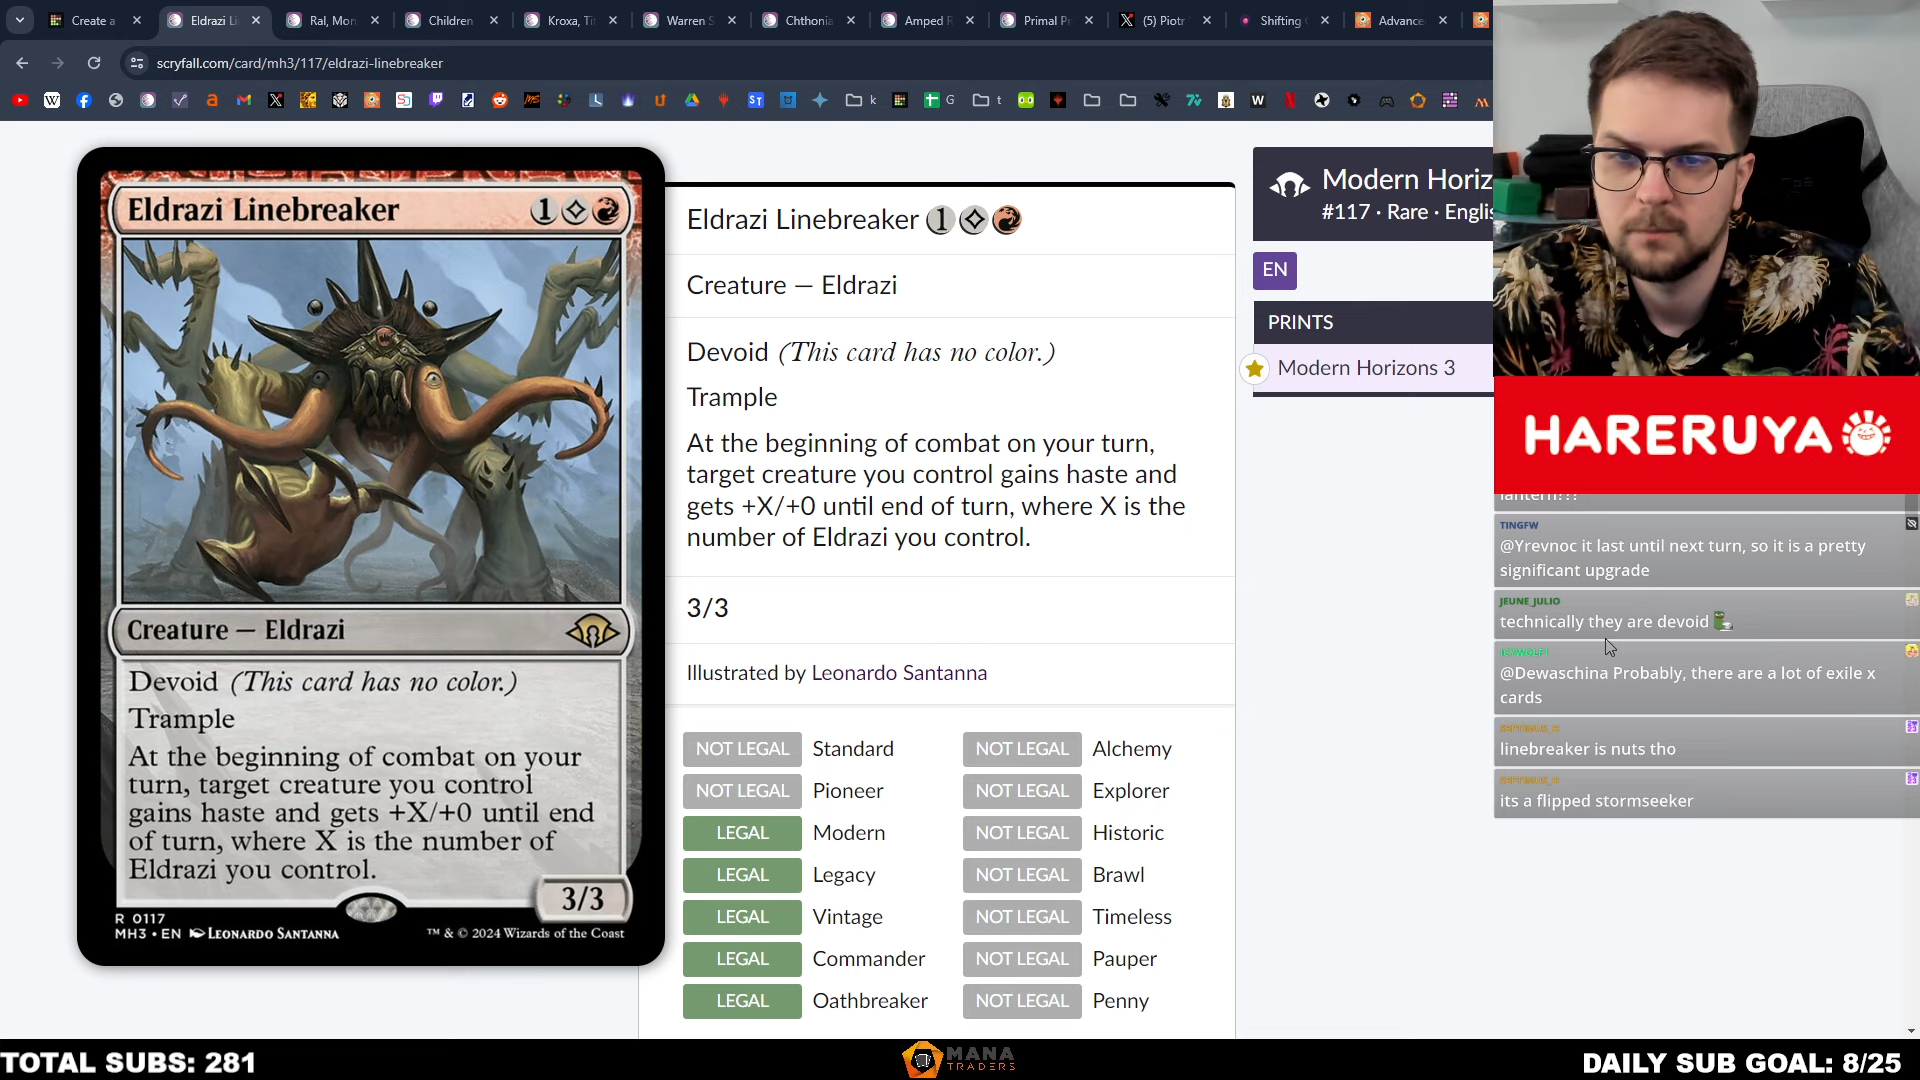 Create a
Eldrazi Li
Ral, Mon
Children
Kroxa, Tit
Warren S
Chthonia
Amped R
Primal P
(5) Piotr
Shifting
Advance
scryfall.com/card/mh3/117/eldrazi-linebreaker
k
G
t
Eldrazi Linebreaker 1
Creature — Eldrazi
Devoid (This card has no color.)
Trample
At the beginning of combat on your
turn, target creature you control
gains haste and gets +X/+0 until end
of turn, where X is the number of
Eldrazi you control.
3/3
R 0117
MH3 • EN LEONARDO SANTANNA
™ & © 2024 Wizards of the Coast
Eldrazi Linebreaker 1
Creature — Eldrazi
Devoid (This card has no color.)
Trample
At the beginning of combat on your turn,
target creature you control gains haste and
gets +X/+0 until end of turn, where X is the
number of Eldrazi you control.
3/3
Illustrated by Leonardo Santanna
NOT LEGAL Standard NOT LEGAL Alchemy
NOT LEGAL Pioneer NOT LEGAL Explorer
LEGAL Modern NOT LEGAL Historic
LEGAL Legacy NOT LEGAL Brawl
LEGAL Vintage NOT LEGAL Timeless
LEGAL Commander NOT LEGAL Pauper
LEGAL Oathbreaker NOT LEGAL Penny
Modern Horiz
#117 · Rare · Englis
EN
PRINTS
Modern Horizons 3
HARERUYA
lantern???
TINGFW
@Yrevnoc it last until next turn, so it is a pretty
significant upgrade
JEUNE_JULIO
technically they are devoid
@Dewaschina Probably, there are a lot of exile x
cards
linebreaker is nuts tho
its a flipped stormseeker
TOTAL SUBS: 281
MANA
TRADERS
DAILY SUB GOAL: 8/25